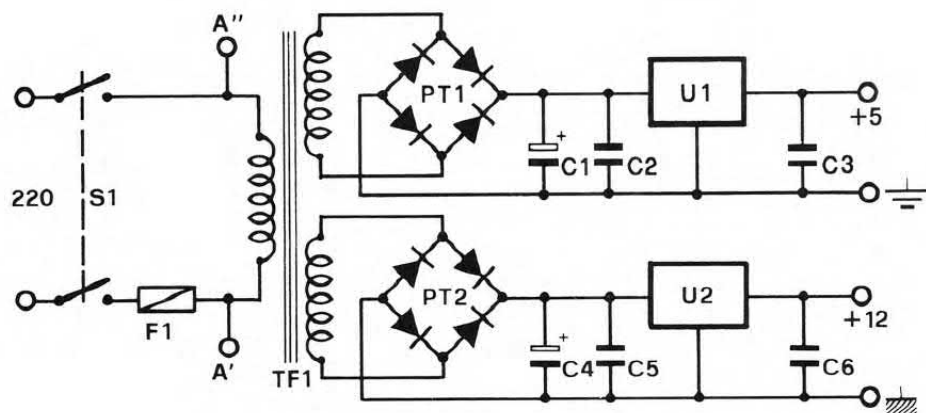 A''
PT1
U1
+5
+
C1
C2
C3
220
S1
F1
A'
TF1
PT2
U2
+12
+
C4
C5
C6